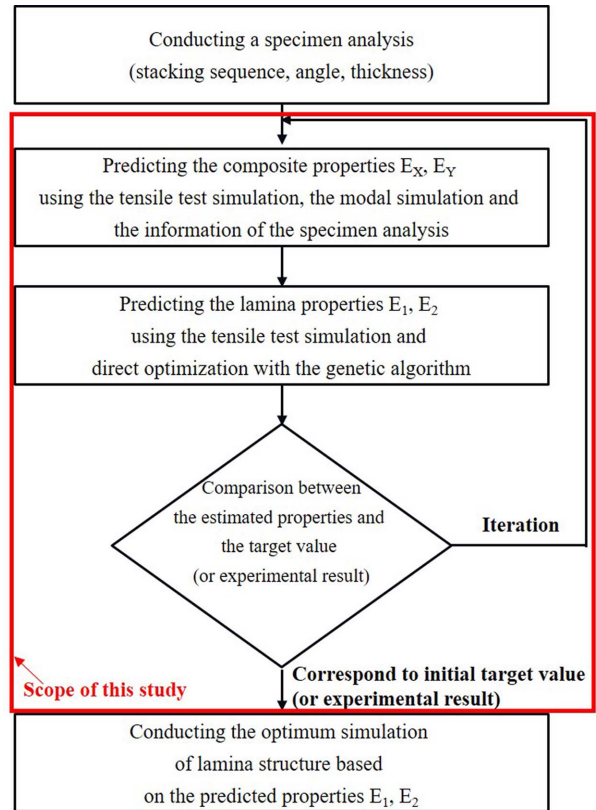 Conducting a specimen analysis
(stacking sequence, angle, thickness)
Predicting the composite properties EX, EY
using the tensile test simulation, the modal simulation and
the information of the specimen analysis
Predicting the lamina properties E1, E2
using the tensile test simulation and
direct optimization with the genetic algorithm
Comparison between
the estimated properties and
the target value
(or experimental result)
Iteration
Scope of this study
Correspond to initial target value
(or experimental result)
Conducting the optimum simulation
of lamina structure based
on the predicted properties E1, E2